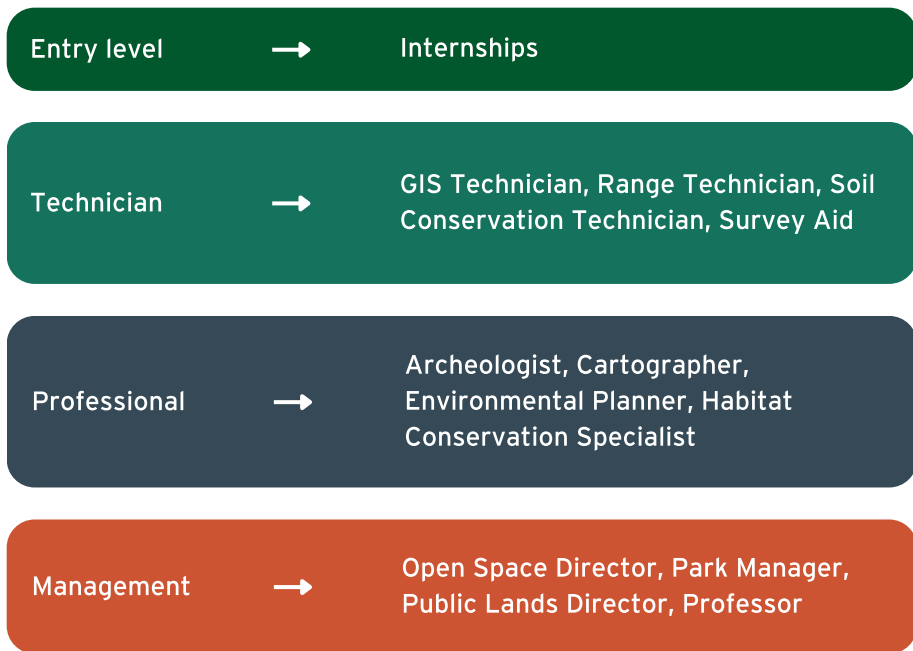 Entry level → Internships
Technician → GIS Technician, Range Technician, Soil
Conservation Technician, Survey Aid
Professional → Archeologist, Cartographer,
Environmental Planner, Habitat
Conservation Specialist
Management → Open Space Director, Park Manager,
Public Lands Director, Professor